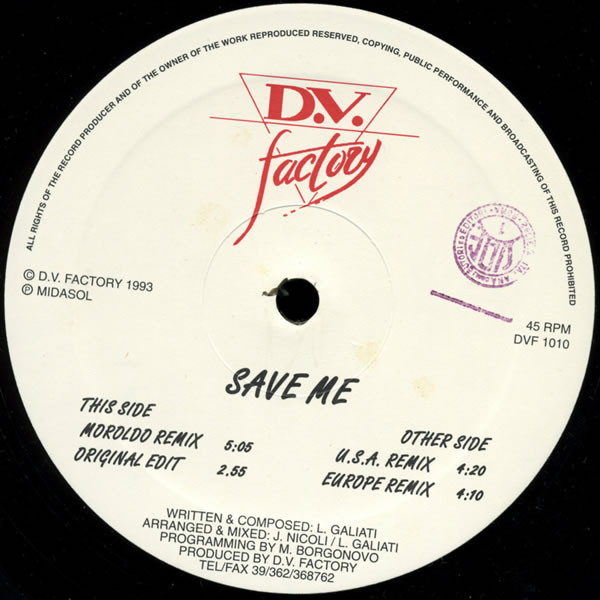 ALL RIGHTS OF THE RECORD PRODUCER AND OF THE OWNER OF THE WORK REPRODUCED RESERVED, COPYING, PUBLIC PERFORMANCE AND BROADCASTING OF THIS RECORD PROHIBITED
D.V.
factory
© D.V. FACTORY 1993
℗ MIDASOL
45 RPM
DVF 1010
SAVE ME
THIS SIDE
MOROLDO REMIX 5:05
ORIGINAL EDIT 2.55
OTHER SIDE
U.S.A. REMIX 4:20
EUROPE REMIX 4:10
WRITTEN & COMPOSED: L. GALIATI
ARRANGED & MIXED: J. NICOLI / L. GALIATI
PROGRAMMING BY M. BORGONOVO
PRODUCED BY D.V. FACTORY
TEL/FAX 39/362/368762